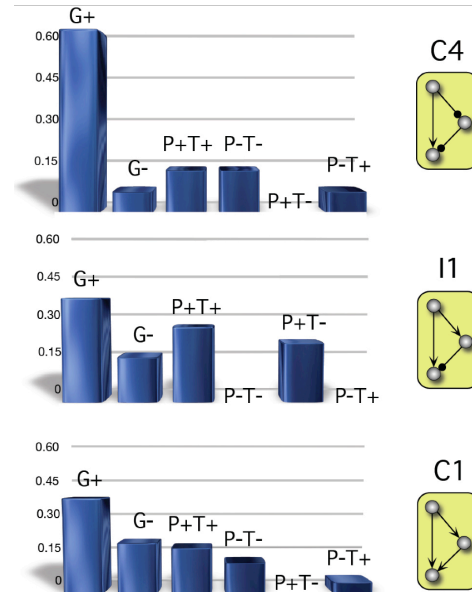 G+
0.60
C4
0.45
0.30
P+T+ P-T-
0.15
G-
P-T+
0
P+T-
0.60
I1
G+
0.45
P+T+
P+T-
0.30
G-
0.15
0
P-T-
P-T+
0.60
C1
G+
0.45
0.30
G- P+T+
P-T-
0.15
P-T+
0
P+T-